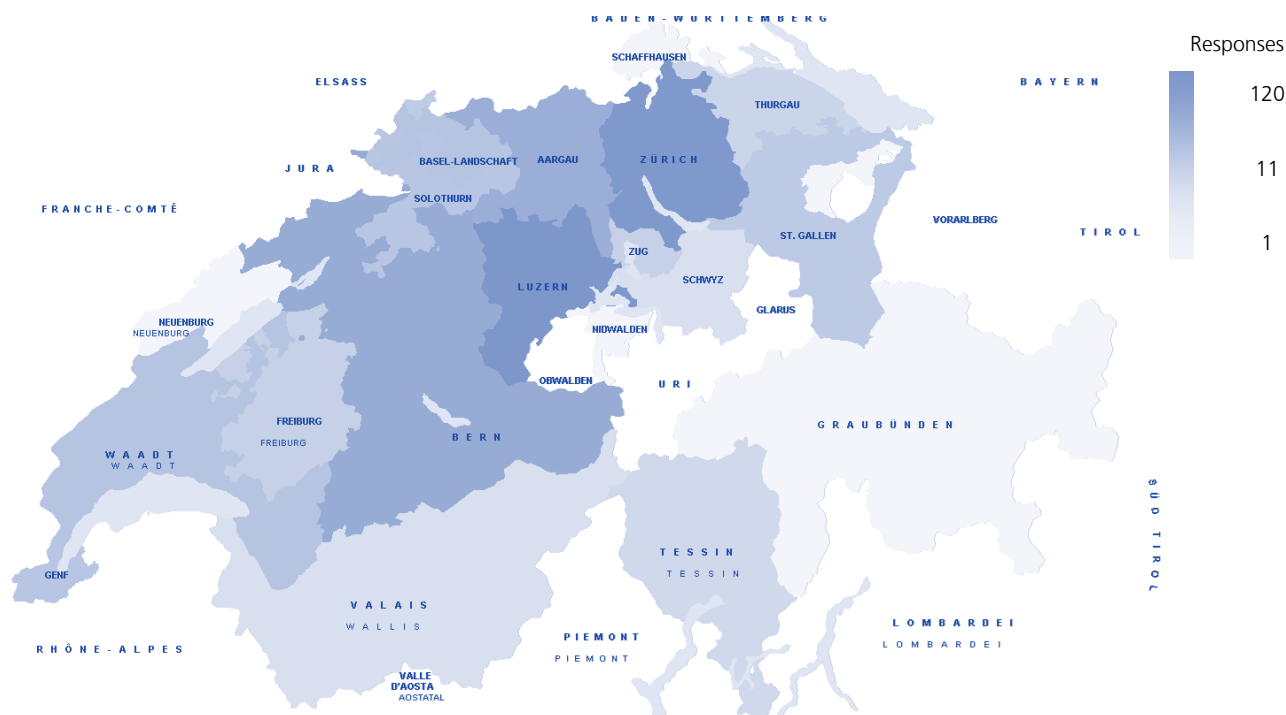 BADEN-WÜRTTEMBERG
Responses
SCHAFFHAUSEN
ELSASS
BAYERN
120
THURGAU
BASEL-LANDSCHAFT
AARGAU
ZÜRICH
JURA
11
SOLOTHURN
FRANCHE-COMTÉ
VORARLBERG
TIROL
ST. GALLEN
1
ZUG
SCHWYZ
LUZERN
GLARUS
NEUENBURG
NEUENBURG
NIDWALDEN
OBWALDEN
URI
FREIBURG
FREIBURG
GRAUBÜNDEN
BERN
WAADT
WAADT
SÜD TIROL
TESSIN
TESSIN
GENF
VALAIS
WALLIS
LOMBARDEI
LOMBARDEI
PIEMONT
PIEMONT
RHÔNE-ALPES
VALLE
D'AOSTA
AOSTATAL